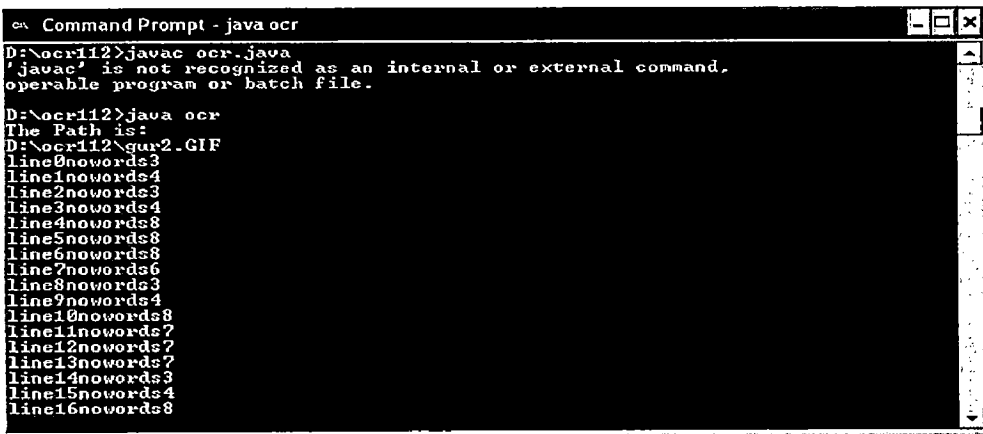 Command Prompt - java ocr
D:\ocr112>javac ocr.java
'javac' is not recognized as an internal or external command,
operable program or batch file.
D:\ocr112>java ocr
The Path is:
D:\ocr112\gur2.GIF
line0nowords3
line1nowords4
line2nowords3
line3nowords4
line4nowords8
line5nowords8
line6nowords8
line7nowords6
line8nowords3
line9nowords4
line10nowords8
line11nowords7
line12nowords7
line13nowords7
line14nowords3
line15nowords4
line16nowords8